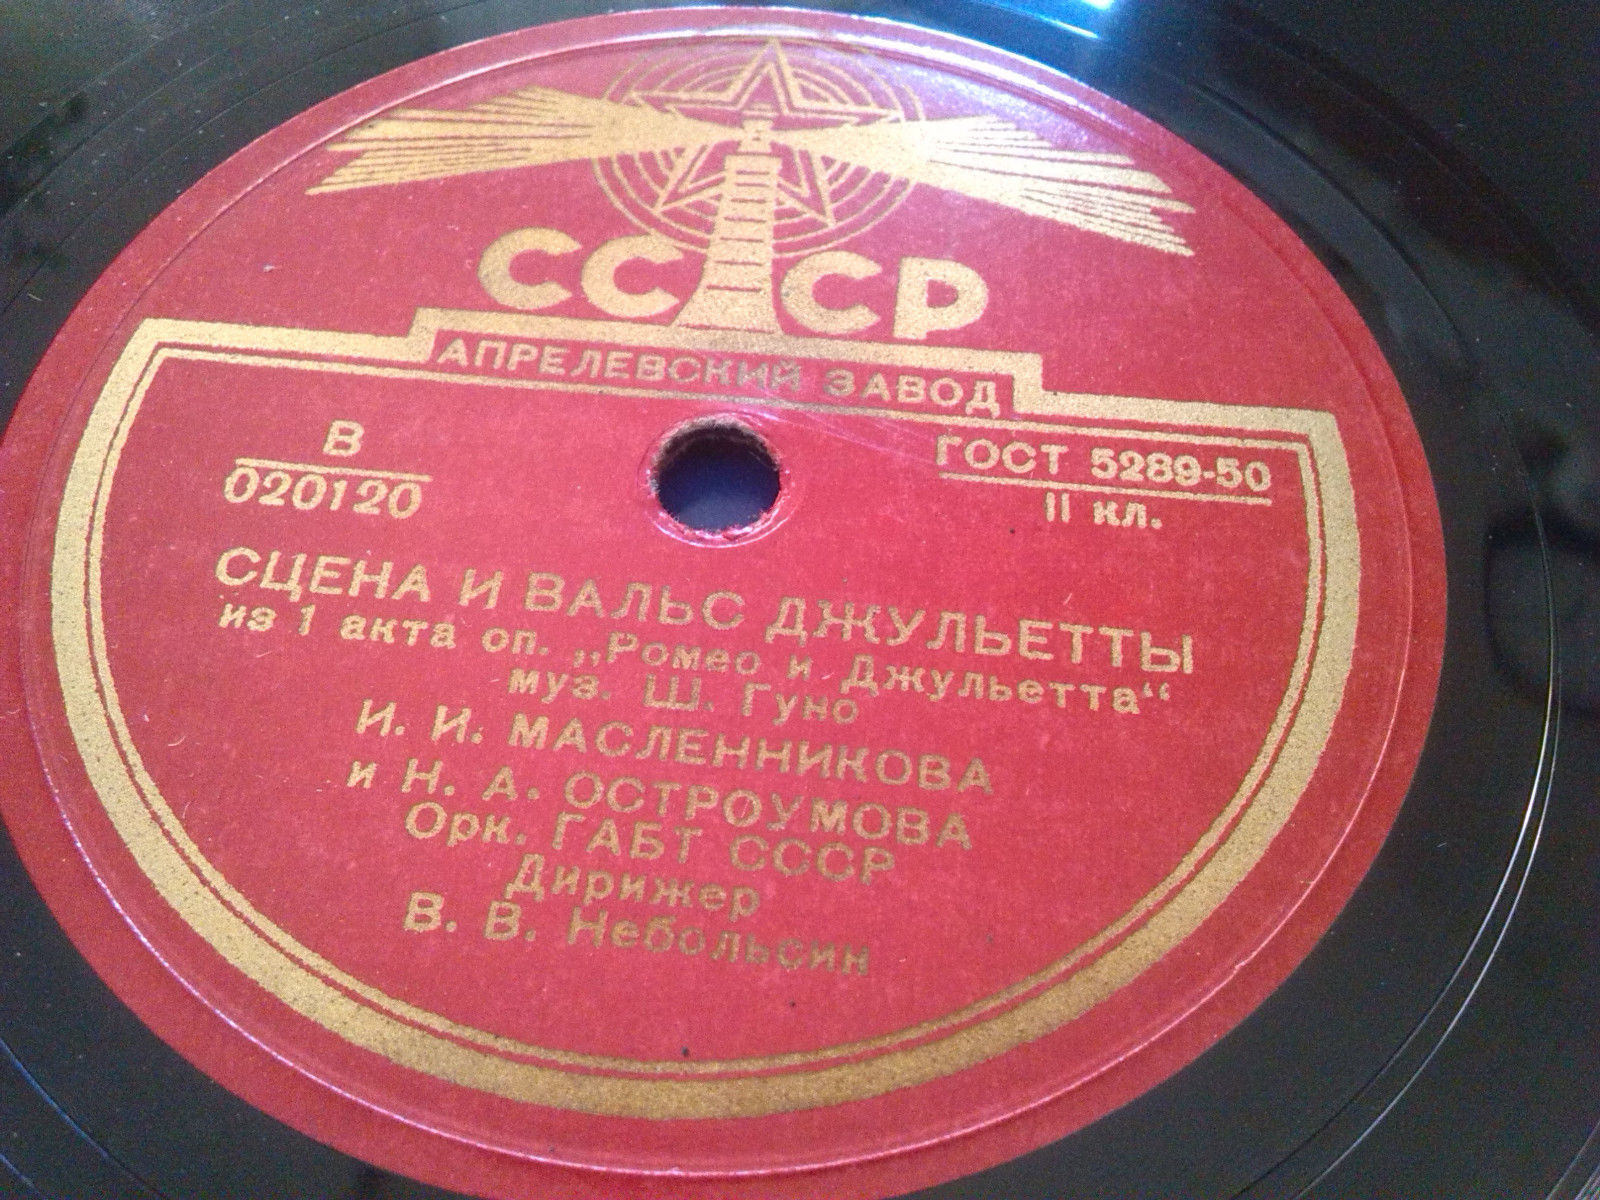 СССР
АПРЕЛЕВСКИЙ ЗАВОД
В
020120
ГОСТ 5289-50
II кл.
СЦЕНА И ВАЛЬС ДЖУЛЬЕТТЫ
из 1 акта оп. „Ромео и Джульетта“
муз. Ш. Гуно
И. И. МАСЛЕННИКОВА
и Н. А. ОСТРОУМОВА
Орк. ГАБТ СССР
Дирижер
В. В. Небольсин